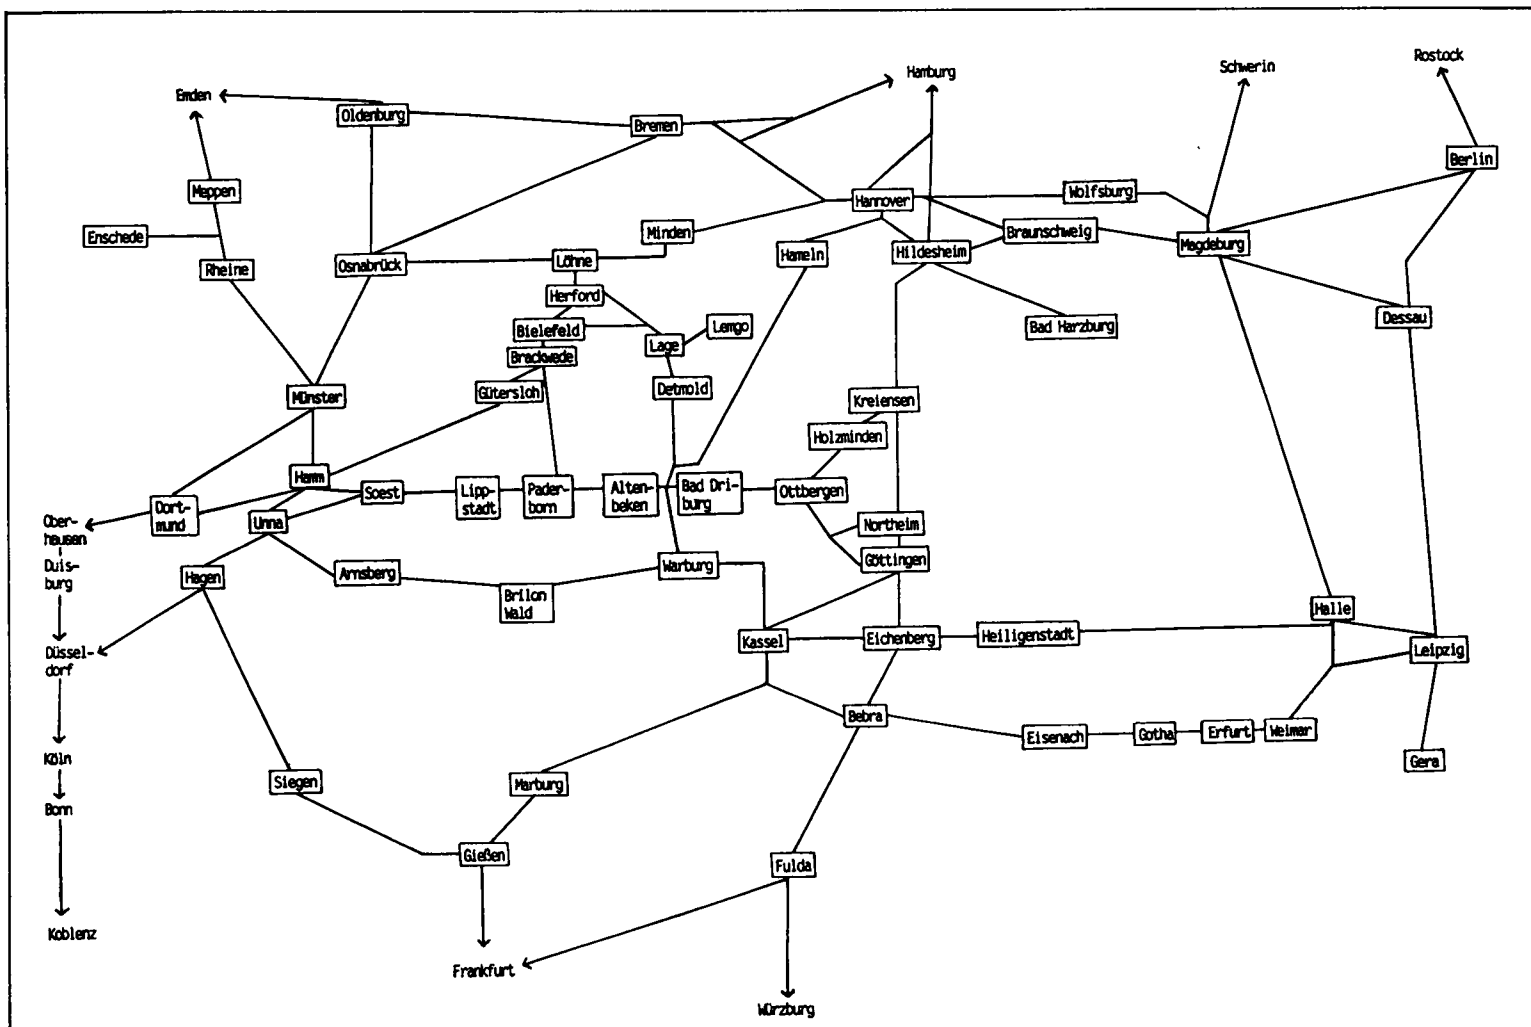 Rostock
Schwerin
Hamburg
Emden
Oldenburg
Bremen
Berlin
Meppen
Wolfsburg
Hannover
Enschede
Minden
Braunschweig
Magdeburg
Rheine
Osnabrück
Löhne
Hameln
Hildesheim
Herford
Bielefeld
Lemgo
Bad Harzburg
Dessau
Lage
Brackwede
Gütersloh
Detmold
Münster
Kreiensen
Holzminden
Hamm
Soest
Lipp-
stadt
Pader-
born
Alten-
beken
Bad Dri-
burg
Ottbergen
Dort-
mund
Ober-
hausen
Unna
Northeim
Göttingen
Duis-
burg
Hagen
Arnsberg
Brilon
Wald
Warburg
Halle
Kassel
Eichenberg
Heiligenstadt
Leipzig
Düssel-
dorf
Bebra
Eisenach
Gotha
Erfurt
Weimar
Köln
Gera
Siegen
Marburg
Bonn
Gießen
Fulda
Koblenz
Frankfurt
Würzburg